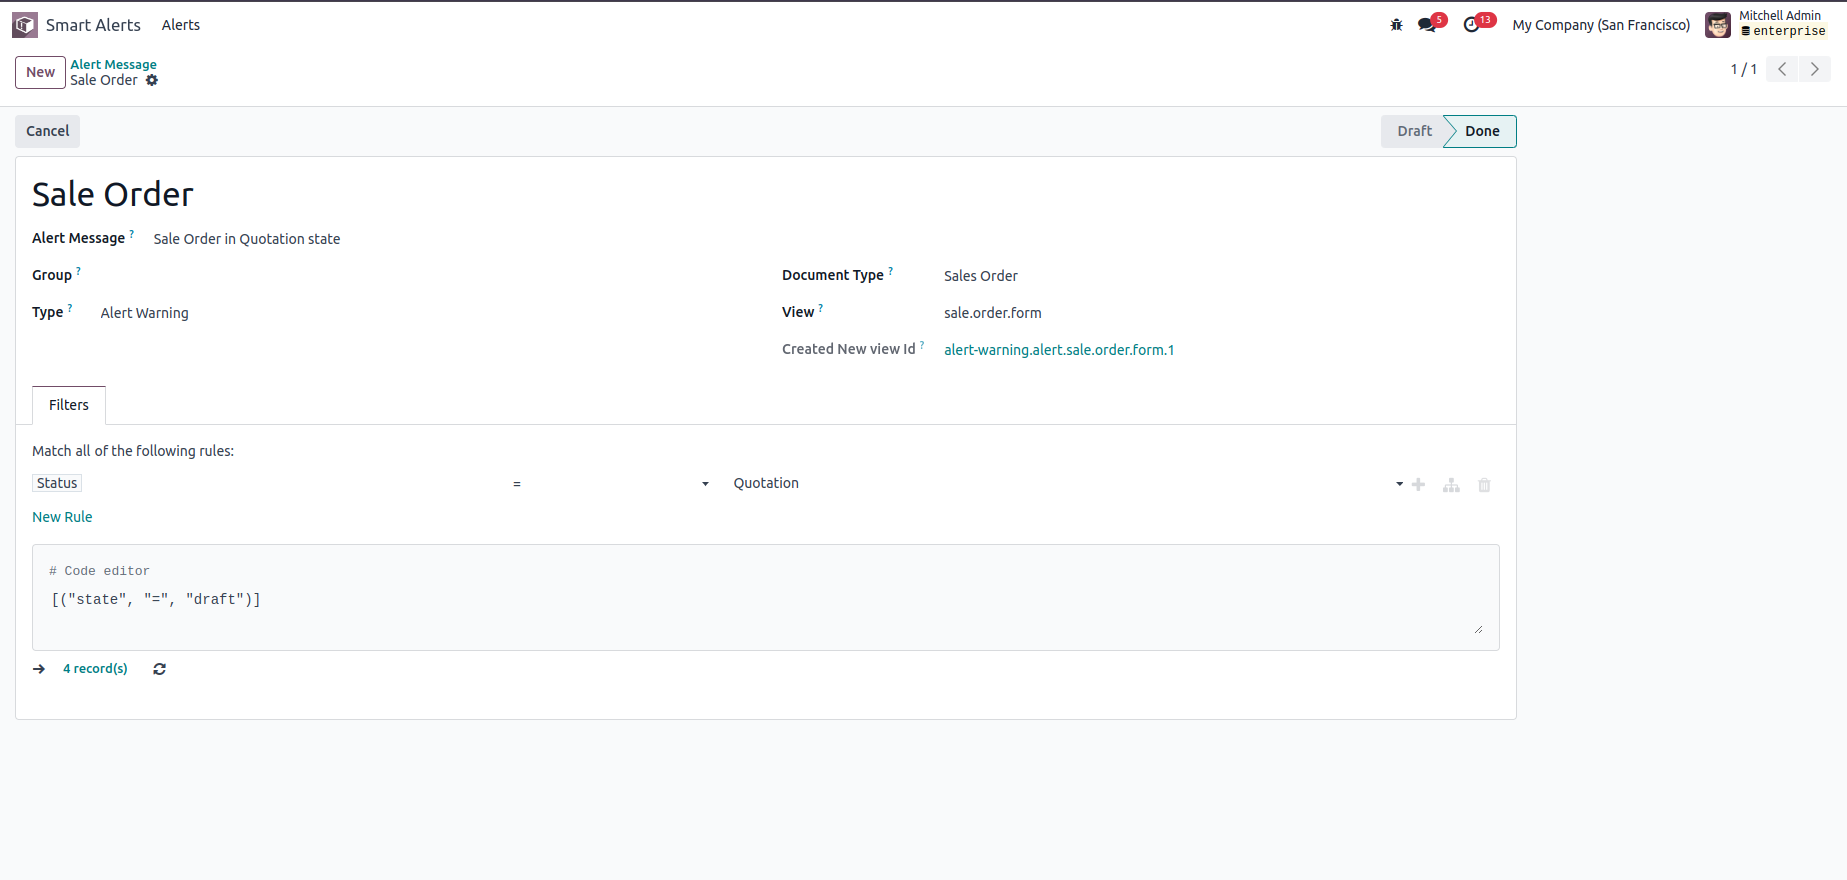 Smart Alerts Alerts 5 13 My Company (San Francisco) Mitchell Admin
enterprise
New Alert Message
Sale Order 1 / 1
Cancel Draft Done
Sale Order
Alert Message ? Sale Order in Quotation state
Group ? Document Type ? Sales Order
Type ? Alert Warning View ? sale.order.form
Created New view Id ? alert-warning.alert.sale.order.form.1
Filters
Match all of the following rules:
Status = Quotation
New Rule
# Code editor
[("state", "=", "draft")]
4 record(s)